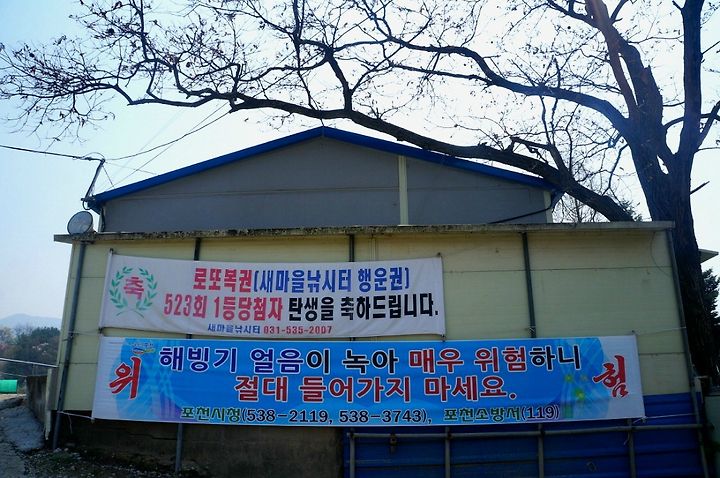 축
로또복권(새마을낚시터 행운권)
523회 1등당첨자 탄생을 축하드립니다.
새마을낚시터 031-535-2007
위 험
해빙기 얼음이 녹아 매우 위험하니
절대 들어가지 마세요.
포천시청(538-2119, 538-3743), 포천소방서(119)